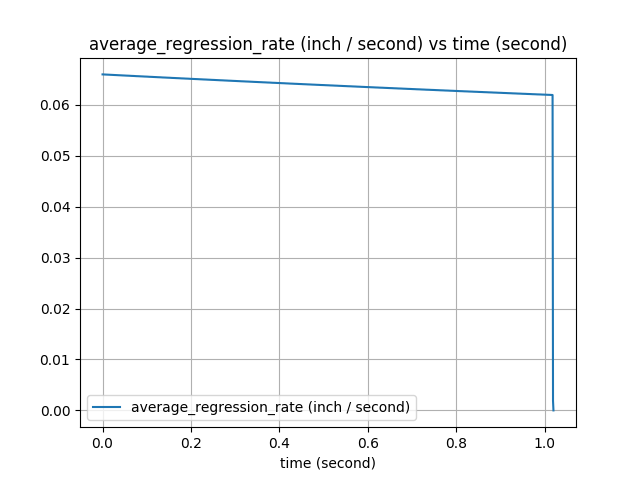 average_regression_rate (inch / second) vs time (second)
0.06
0.05
0.04
0.03
0.02
0.01
0.00
average_regression_rate (inch / second)
0.0 0.2 0.4 0.6 0.8 1.0
time (second)